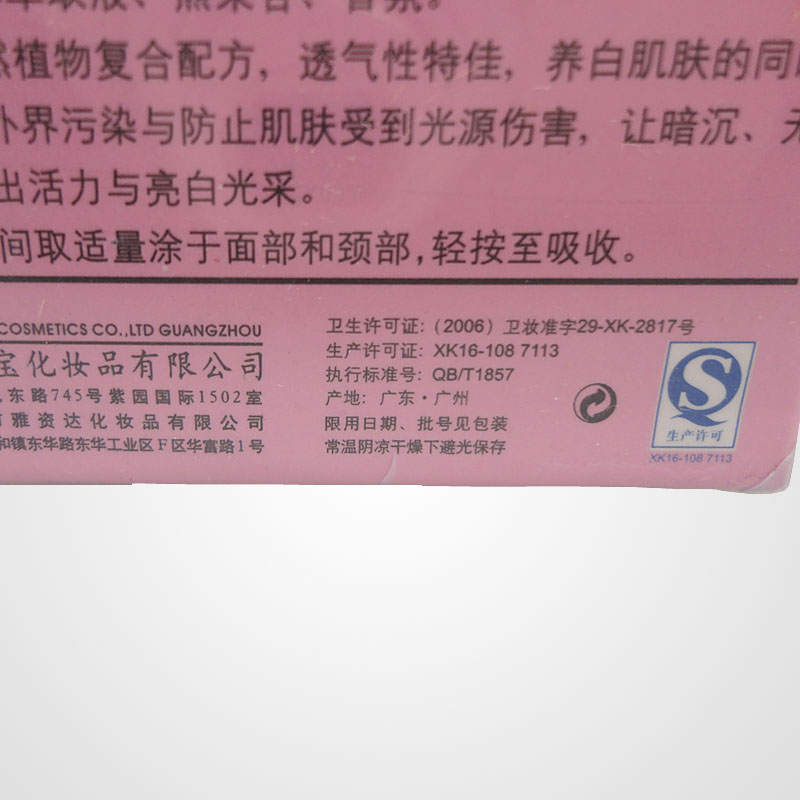 然植物复合配方，透气性特佳，养白肌肤的同
外界污染与防止肌肤受到光源伤害，让暗沉、无
出活力与亮白光采。
间取适量涂于面部和颈部,轻按至吸收。
COSMETICS CO.,LTD GUANGZHOU
宝化妆品有限公司
东路745号紫园国际1502室
雅资达化妆品有限公司
和镇东华路东华工业区F区华富路1号
卫生许可证:（2006）卫妆准字29-XK-2817号
生产许可证: XK16-108 7113
执行标准号: QB/T1857
产地: 广东·广州
限用日期、批号见包装
常温阴凉干燥下避光保存
生产许可
XK16-108 7113